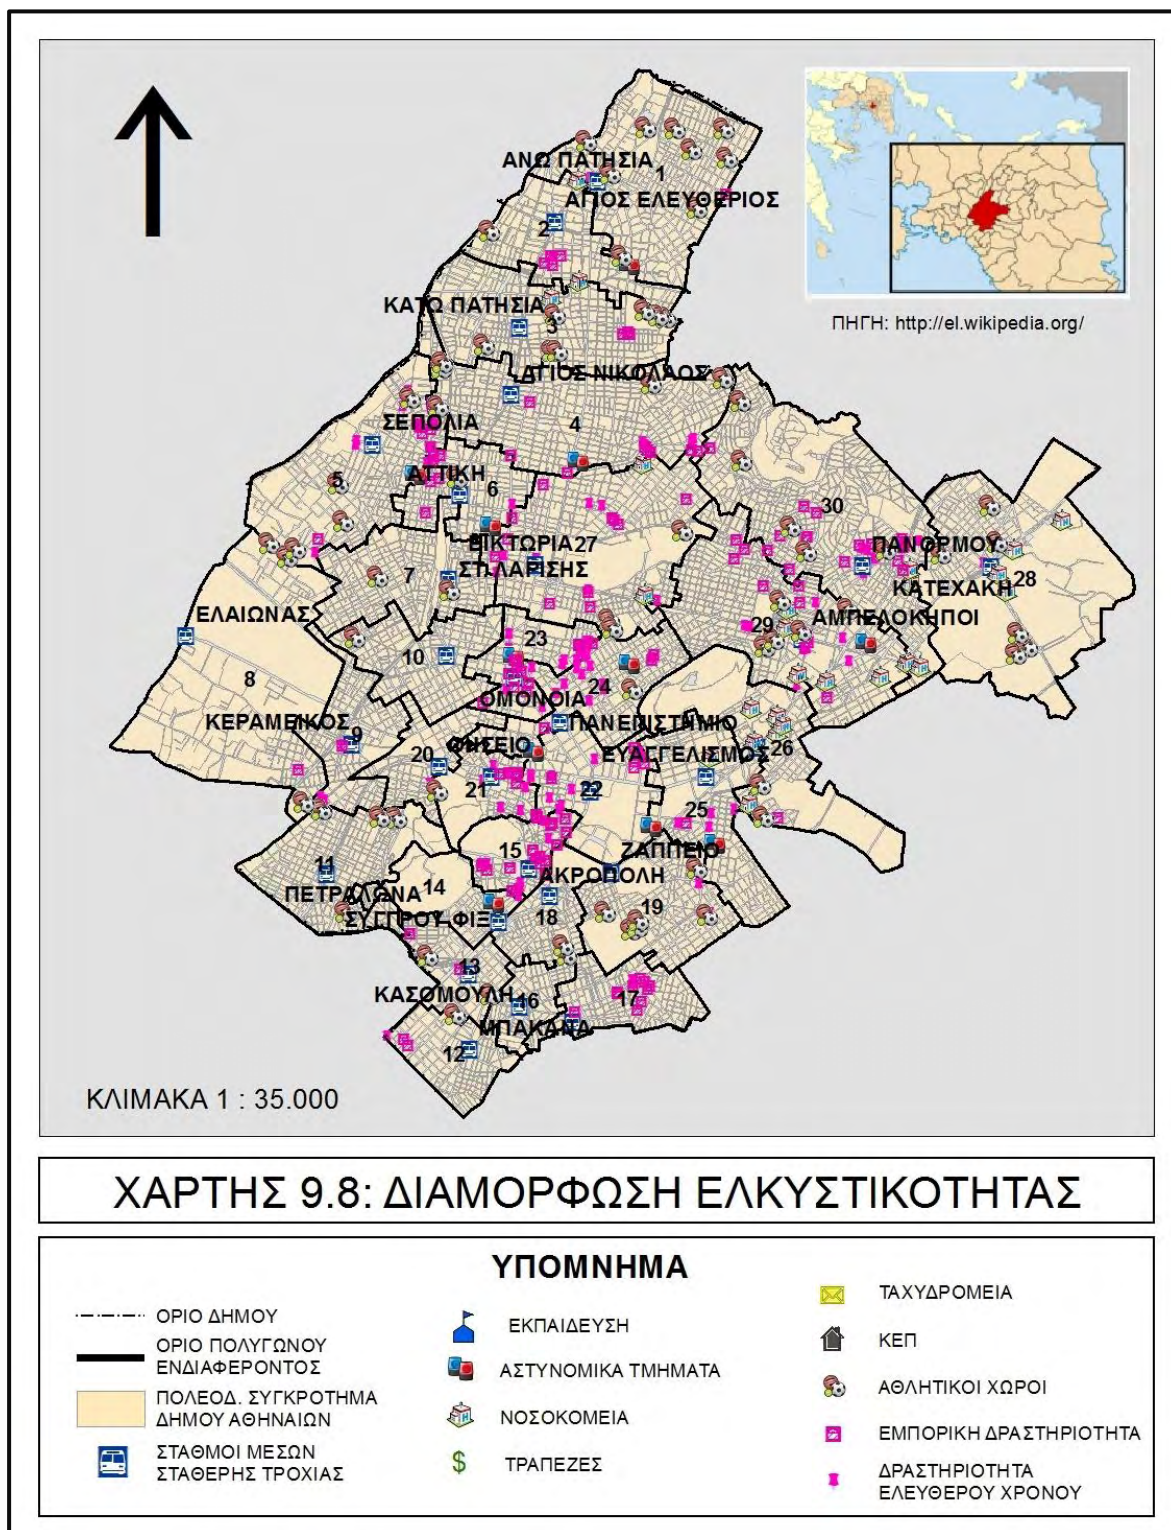 ΑΝΩ ΠΑΤΗΣΙΑ
1
ΑΓΙΟΣ ΕΛΕΥΘΕΡΙΟΣ
2
ΚΑΤΩ ΠΑΤΗΣΙΑ
3
ΠΗΓΗ: http://el.wikipedia.org/
ΑΓΙΟΣ ΝΙΚΟΛΑΟΣ
ΣΕΠΟΛΙΑ
4
ΑΤΤΙΚΗ
5
6
30
ΒΙΚΤΩΡΙΑ
27
ΠΑΝΟΡΜΟΥ
ΣΤ.ΛΑΡΙΣΗΣ
7
28
ΚΑΤΕΧΑΚΗ
ΕΛΑΙΩΝΑΣ
ΑΜΠΕΛΟΚΗΠΟΙ
29
23
10
8
24
ΟΜΟΝΟΙΑ
ΚΕΡΑΜΕΙΚΟΣ
ΠΑΝΕΠΙΣΤΗΜΙΟ
9
ΘΗΣΕΙΟ
ΕΥΑΓΓΕΛΙΣΜΟΣ
26
20
21
22
25
15
ΖΑΠΠΕΙΟ
11
ΑΚΡΟΠΟΛΗ
14
ΠΕΤΡΑΛΩΝΑ
19
ΣΥΓΓΡΟΥ-ΦΙΞ
18
13
ΚΑΣΟΜΟΥΛΗ
16
17
ΜΠΑΚΑΝΑ
12
ΚΛΙΜΑΚΑ 1 : 35.000
ΧΑΡΤΗΣ 9.8: ΔΙΑΜΟΡΦΩΣΗ ΕΛΚΥΣΤΙΚΟΤΗΤΑΣ
ΥΠΟΜΝΗΜΑ
ΟΡΙΟ ΔΗΜΟΥ
ΟΡΙΟ ΠΟΛΥΓΩΝΟΥ
ΕΝΔΙΑΦΕΡΟΝΤΟΣ
ΠΟΛΕΟΔ. ΣΥΓΚΡΟΤΗΜΑ
ΔΗΜΟΥ ΑΘΗΝΑΙΩΝ
ΣΤΑΘΜΟΙ ΜΕΣΩΝ
ΣΤΑΘΕΡΗΣ ΤΡΟΧΙΑΣ
ΕΚΠΑΙΔΕΥΣΗ
ΑΣΤΥΝΟΜΙΚΑ ΤΜΗΜΑΤΑ
ΝΟΣΟΚΟΜΕΙΑ
$ ΤΡΑΠΕΖΕΣ
ΤΑΧΥΔΡΟΜΕΙΑ
ΚΕΠ
ΑΘΛΗΤΙΚΟΙ ΧΩΡΟΙ
ΕΜΠΟΡΙΚΗ ΔΡΑΣΤΗΡΙΟΤΗΤΑ
ΔΡΑΣΤΗΡΙΟΤΗΤΑ
ΕΛΕΥΘΕΡΟΥ ΧΡΟΝΟΥ